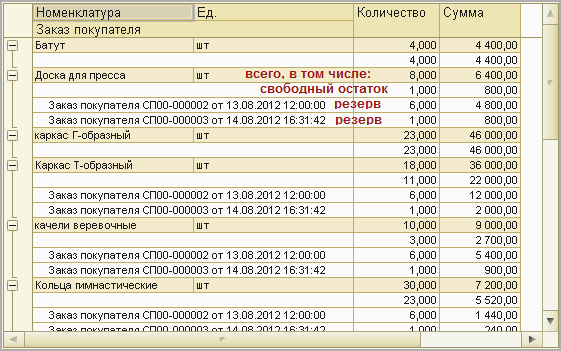 Номенклатура Ед. Количество Сумма
Заказ покупателя
Батут шт 4,000 4 400,00
4,000 4 400,00
Доска для пресса шт всего, в том числе: 8,000 6 400,00
свободный остаток 1,000 800,00
Заказ покупателя СП00-000002 от 13.08.2012 12:00:00 резерв 6,000 4 800,00
Заказ покупателя СП00-000003 от 14.08.2012 16:31:42 резерв 1,000 800,00
каркас Г-образный шт 23,000 46 000,00
23,000 46 000,00
Каркас Т-образный шт 18,000 36 000,00
11,000 22 000,00
Заказ покупателя СП00-000002 от 13.08.2012 12:00:00 6,000 12 000,00
Заказ покупателя СП00-000003 от 14.08.2012 16:31:42 1,000 2 000,00
качели веревочные шт 10,000 9 000,00
3,000 2 700,00
Заказ покупателя СП00-000002 от 13.08.2012 12:00:00 6,000 5 400,00
Заказ покупателя СП00-000003 от 14.08.2012 16:31:42 1,000 900,00
Кольца гимнастические шт 30,000 7 200,00
23,000 5 520,00
Заказ покупателя СП00-000002 от 13.08.2012 12:00:00 6,000 1 440,00
Заказ покупателя СП00-000003 от 14.08.2012 16:31:42 1,000 240,00